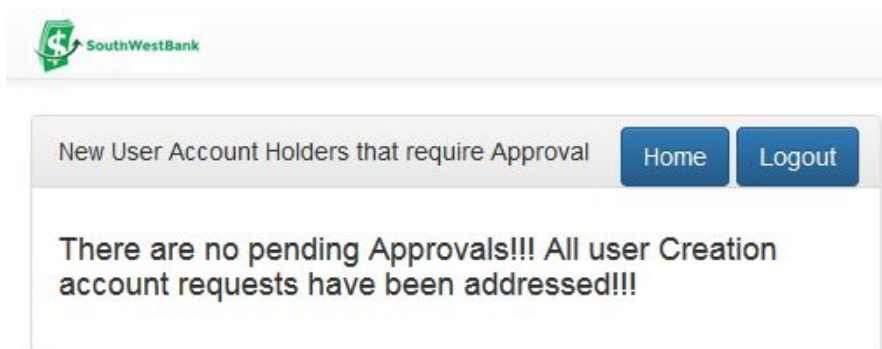 SouthWestBank
New User Account Holders that require Approval
Home
Logout
There are no pending Approvals!!! All user Creation
account requests have been addressed!!!